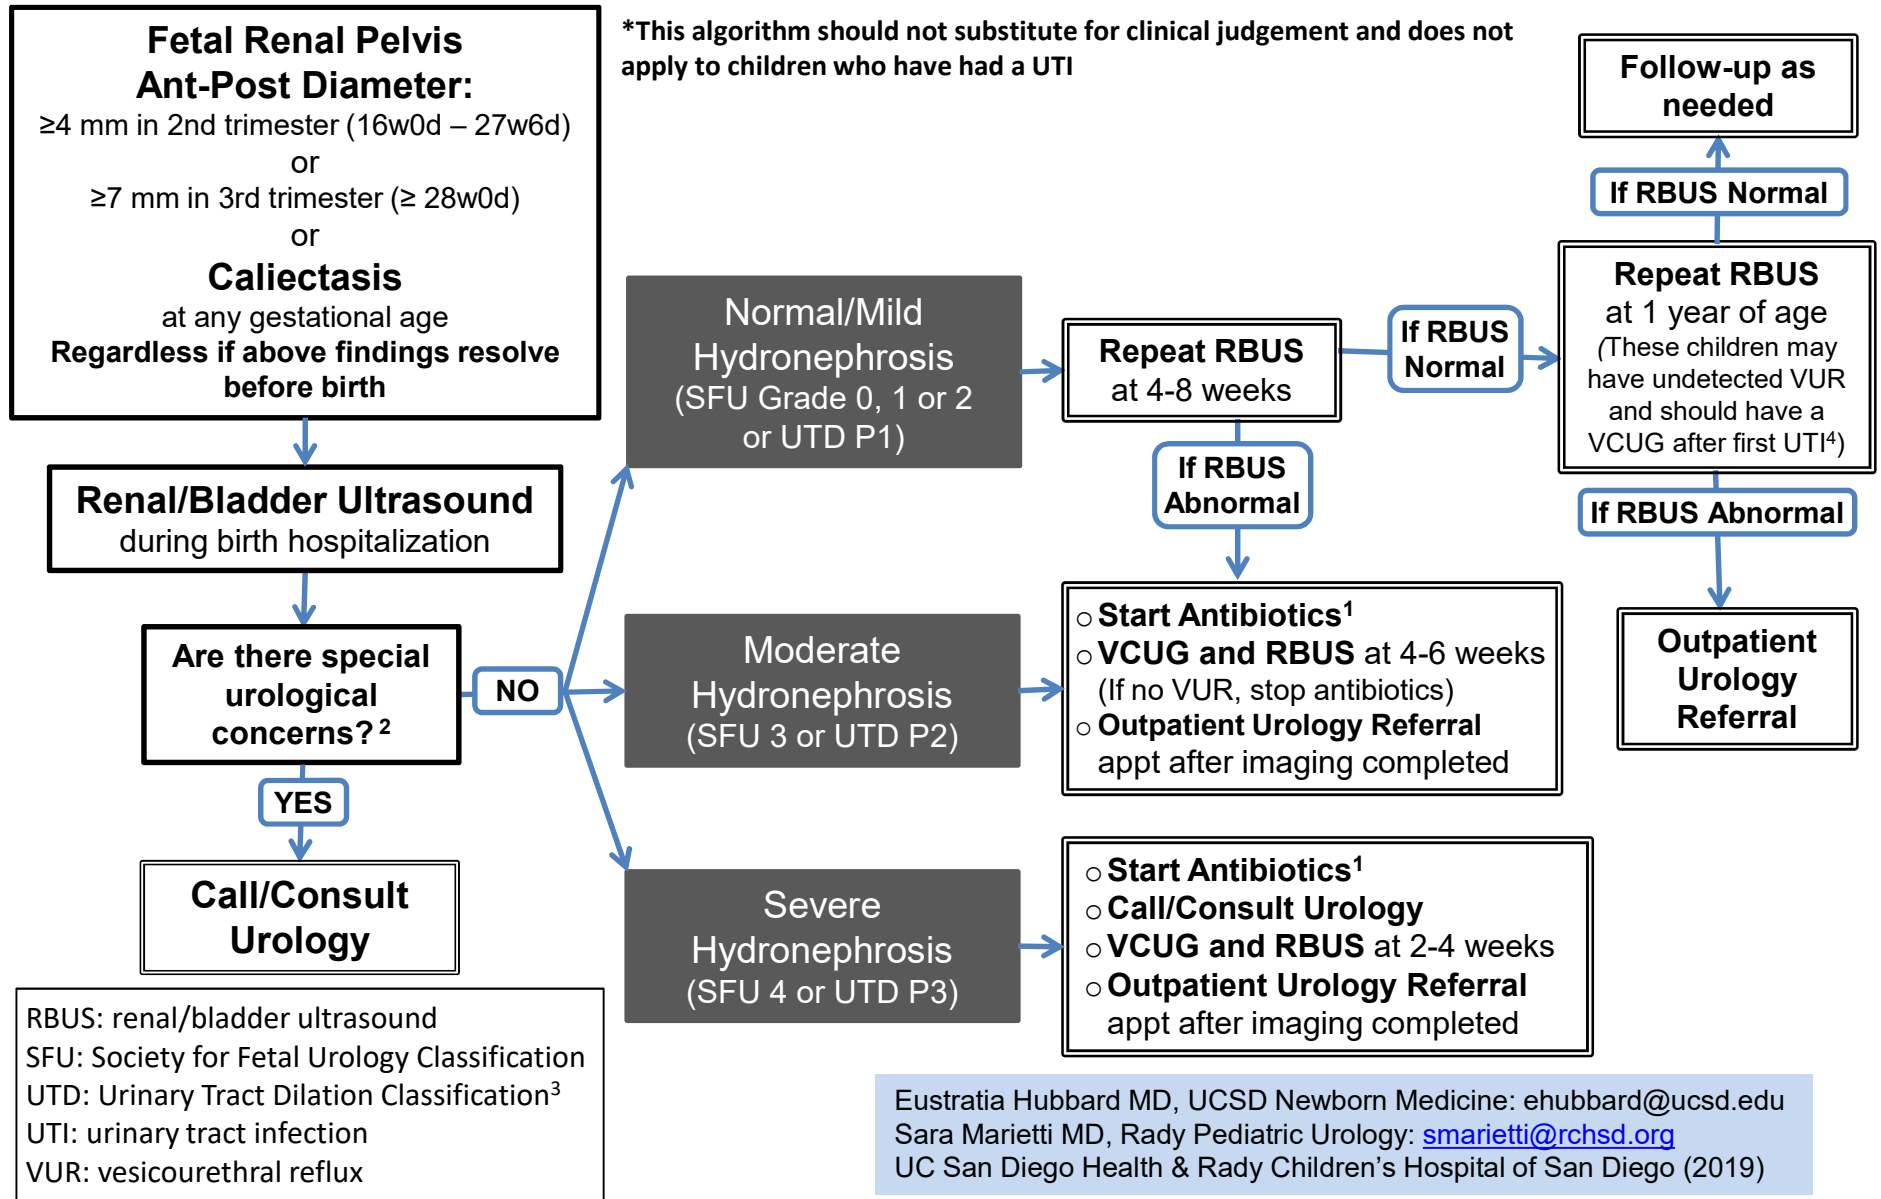 Fetal Renal Pelvis
Ant-Post Diameter:
≥4 mm in 2nd trimester (16w0d – 27w6d)
or
≥7 mm in 3rd trimester (≥ 28w0d)
or
Caliectasis
at any gestational age
Regardless if above findings resolve
before birth
*This algorithm should not substitute for clinical judgement and does not
apply to children who have had a UTI
Renal/Bladder Ultrasound
during birth hospitalization
Are there special
urological
concerns? 2
NO
YES
Call/Consult
Urology
Normal/Mild
Hydronephrosis
(SFU Grade 0, 1 or 2
or UTD P1)
Repeat RBUS
at 4-8 weeks
If RBUS
Normal
If RBUS
Abnormal
Repeat RBUS
at 1 year of age
(These children may
have undetected VUR
and should have a
VCUG after first UTI4)
If RBUS Normal
Follow-up as
needed
If RBUS Abnormal
Outpatient
Urology
Referral
Moderate
Hydronephrosis
(SFU 3 or UTD P2)
○ Start Antibiotics1
○ VCUG and RBUS at 4-6 weeks
(If no VUR, stop antibiotics)
○ Outpatient Urology Referral
appt after imaging completed
Severe
Hydronephrosis
(SFU 4 or UTD P3)
○ Start Antibiotics1
○ Call/Consult Urology
○ VCUG and RBUS at 2-4 weeks
○ Outpatient Urology Referral
appt after imaging completed
RBUS: renal/bladder ultrasound
SFU: Society for Fetal Urology Classification
UTD: Urinary Tract Dilation Classification3
UTI: urinary tract infection
VUR: vesicourethral reflux
Eustratia Hubbard MD, UCSD Newborn Medicine: ehubbard@ucsd.edu
Sara Marietti MD, Rady Pediatric Urology: smarietti@rchsd.org
UC San Diego Health & Rady Children’s Hospital of San Diego (2019)